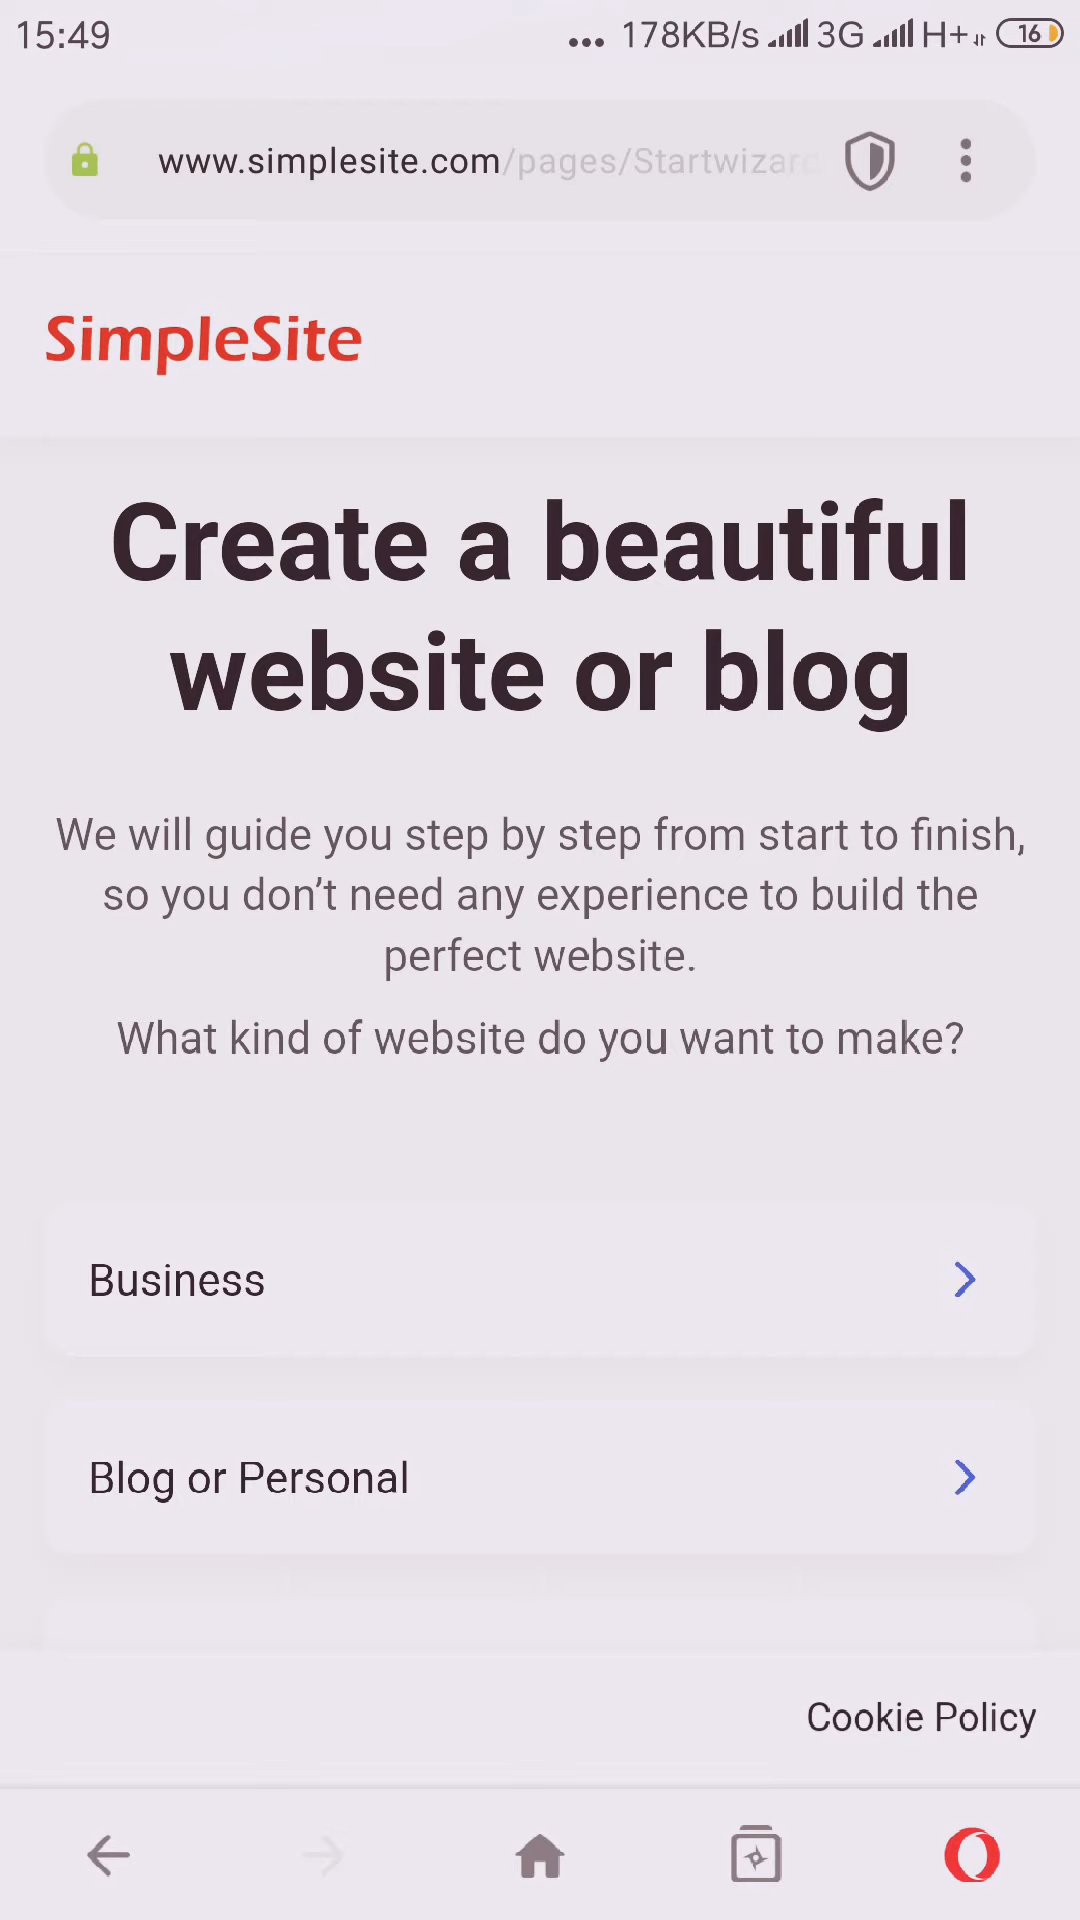 15:49 ... 178KB/s 3G H+ 16
www.simplesite.com/pages/Startwizard
SimpleSite
Create a beautiful
website or blog
We will guide you step by step from start to finish,
so you don’t need any experience to build the
perfect website.
What kind of website do you want to make?
Business
Blog or Personal
Cookie Policy